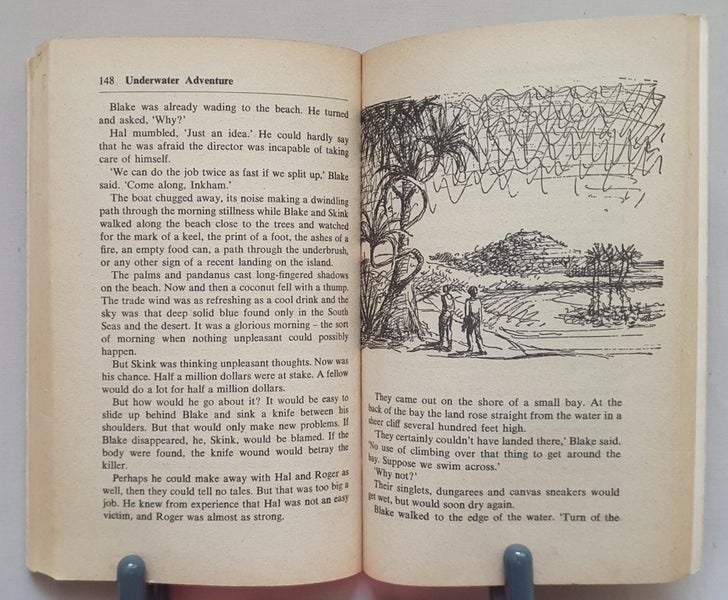 148 Underwater Adventure
Blake was already wading to the beach. He turned
and asked, 'Why?'
Hal mumbled, 'Just an idea.' He could hardly say
that he was afraid the director was incapable of taking
care of himself.
'We can do the job twice as fast if we split up,' Blake
said. 'Come along, Inkham.'
The boat chugged away, its noise making a dwindling
path through the morning stillness while Blake and Skink
walked along the beach close to the trees and watched
for the mark of a keel, the print of a foot, the ashes of a
fire, an empty food can, a path through the underbrush,
or any other sign of a recent landing on the island.
The palms and pandanus cast long-fingered shadows
on the beach. Now and then a coconut fell with a thump.
The trade wind was as refreshing as a cool drink and the
sky was that deep solid blue found only in the South
Seas and the desert. It was a glorious morning – the sort
of morning when nothing unpleasant could possibly
happen.
But Skink was thinking unpleasant thoughts. Now was
his chance. Half a million dollars were at stake. A fellow
would do a lot for half a million dollars.
But how would he go about it? It would be easy to
slide up behind Blake and sink a knife between his
shoulders. But that would only make new problems. If
Blake disappeared, he, Skink, would be blamed. If the
body were found, the knife wound would betray the
killer.
Perhaps he could make away with Hal and Roger as
well, then they could tell no tales. But that was too big a
job. He knew from experience that Hal was not an easy
victim, and Roger was almost as strong.
They came out on the shore of a small bay. At the
back of the bay the land rose straight from the water in a
sheer cliff several hundred feet high.
'They certainly couldn't have landed there,' Blake said.
'No use of climbing over that thing to get around the
bay. Suppose we swim across.'
'Why not?'
Their singlets, dungarees and canvas sneakers would
get wet, but would soon dry again.
Blake walked to the edge of the water. 'Turn of the